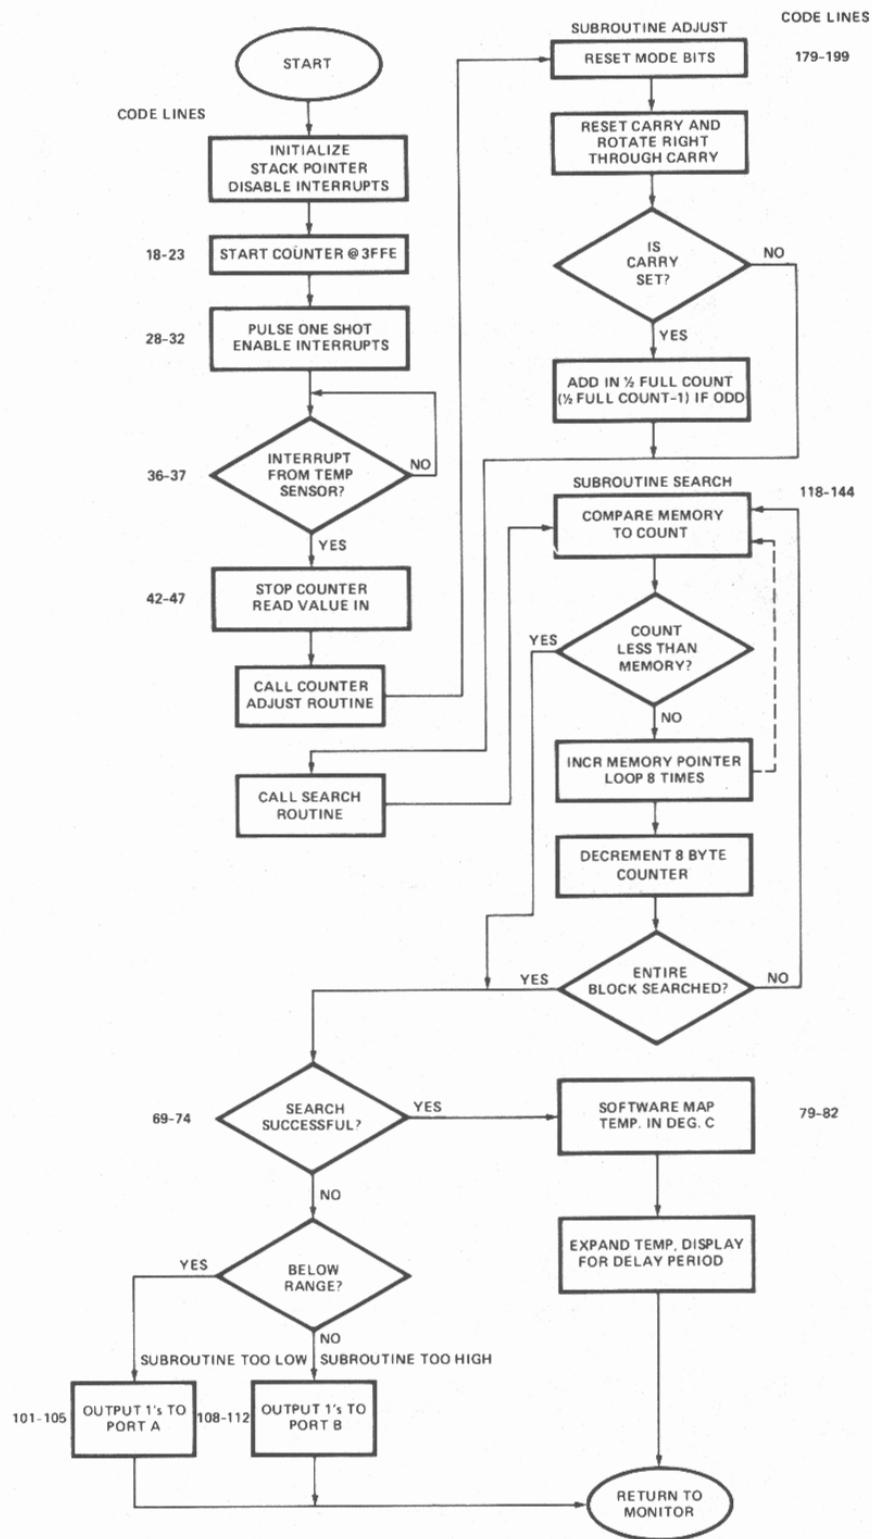 START
CODE LINES
INITIALIZE
STACK POINTER
DISABLE INTERRUPTS
18-23
START COUNTER @ 3FFE
28-32
PULSE ONE SHOT
ENABLE INTERRUPTS
36-37
INTERRUPT
FROM TEMP
SENSOR?
NO
YES
42-47
STOP COUNTER
READ VALUE IN
CALL COUNTER
ADJUST ROUTINE
CALL SEARCH
ROUTINE
CODE LINES
SUBROUTINE ADJUST
RESET MODE BITS
179-199
RESET CARRY AND
ROTATE RIGHT
THROUGH CARRY
IS
CARRY
SET?
NO
YES
ADD IN ½ FULL COUNT
(½ FULL COUNT-1) IF ODD
SUBROUTINE SEARCH
118-144
COMPARE MEMORY
TO COUNT
COUNT
LESS THAN
MEMORY?
YES
NO
INCR MEMORY POINTER
LOOP 8 TIMES
DECREMENT 8 BYTE
COUNTER
ENTIRE
BLOCK SEARCHED?
YES
NO
69-74
SEARCH
SUCCESSFUL?
YES
NO
SOFTWARE MAP
TEMP. IN DEG. C
79-82
EXPAND TEMP, DISPLAY
FOR DELAY PERIOD
BELOW
RANGE?
YES
NO
SUBROUTINE TOO LOW
SUBROUTINE TOO HIGH
101-105
OUTPUT 1's TO
PORT A
108-112
OUTPUT 1's TO
PORT B
RETURN TO
MONITOR